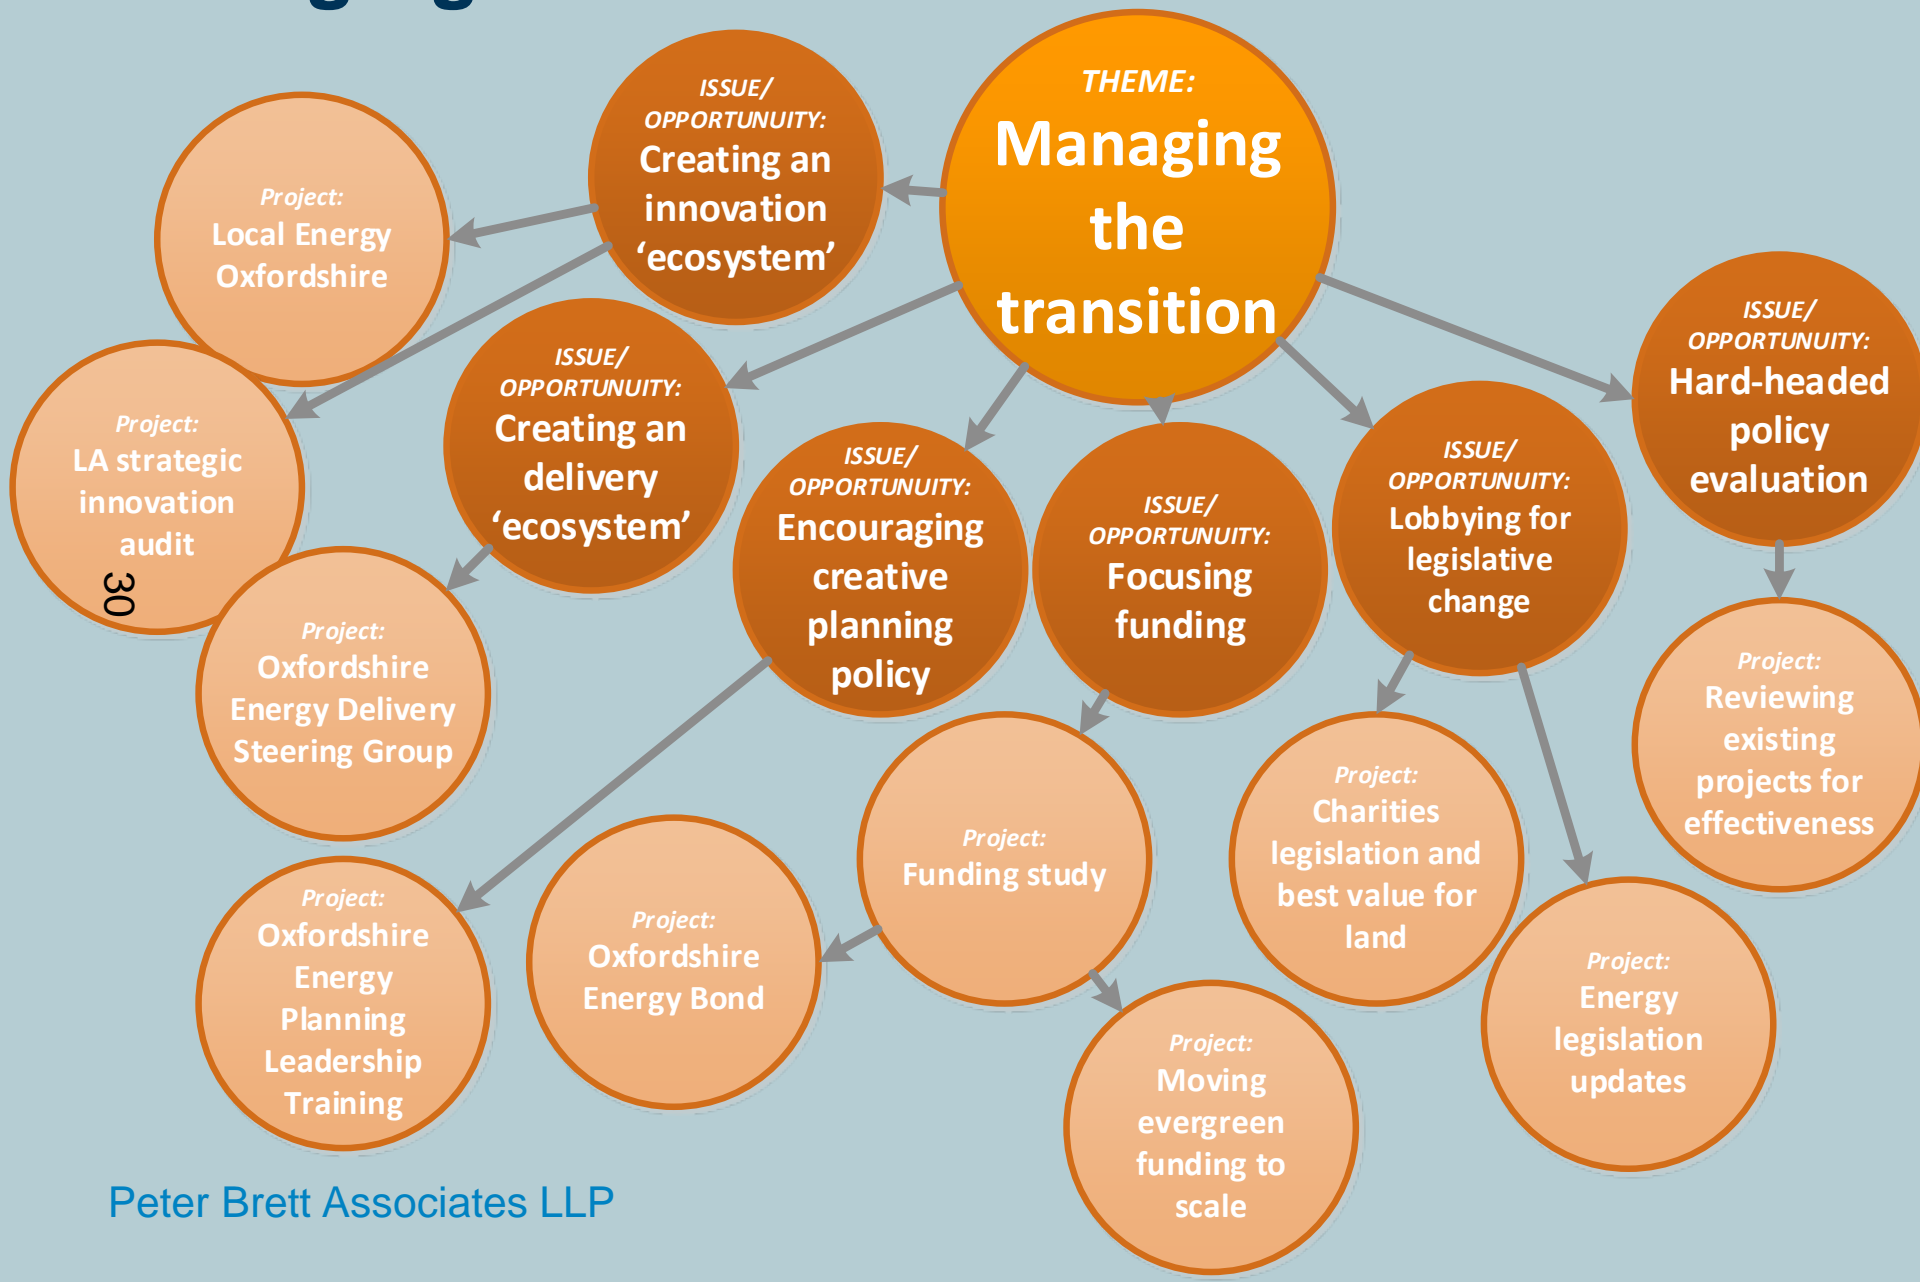 THEME:
Managing
the
transition
ISSUE/
OPPORTUNUITY:
Creating an
innovation
‘ecosystem’
Project:
Local Energy
Oxfordshire
Project:
LA strategic
innovation
audit
30
ISSUE/
OPPORTUNUITY:
Creating an
delivery
‘ecosystem’
Project:
Oxfordshire
Energy Delivery
Steering Group
ISSUE/
OPPORTUNUITY:
Encouraging
creative
planning
policy
Project:
Oxfordshire
Energy
Planning
Leadership
Training
ISSUE/
OPPORTUNUITY:
Focusing
funding
Project:
Funding study
Project:
Oxfordshire
Energy Bond
Project:
Moving
evergreen
funding to
scale
ISSUE/
OPPORTUNUITY:
Lobbying for
legislative
change
Project:
Charities
legislation and
best value for
land
Project:
Energy
legislation
updates
ISSUE/
OPPORTUNUITY:
Hard-headed
policy
evaluation
Project:
Reviewing
existing
projects for
effectiveness
Peter Brett Associates LLP